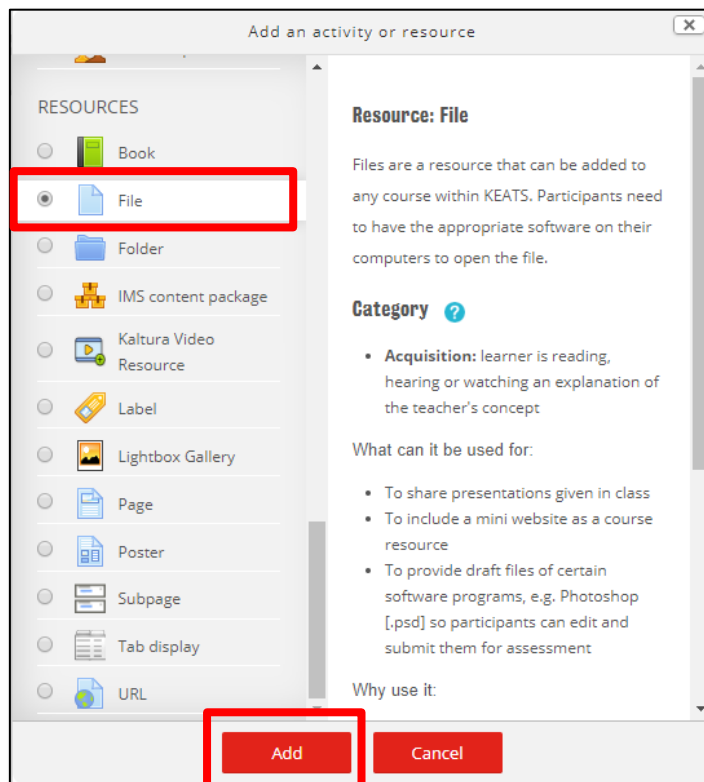 Add an activity or resource
RESOURCES
Book
File
Folder
IMS content package
Kaltura Video
Resource
Label
Lightbox Gallery
Page
Poster
Subpage
Tab display
URL
Resource: File
Files are a resource that can be added to
any course within KEATS. Participants need
to have the appropriate software on their
computers to open the file.
Category ?
• Acquisition: learner is reading,
hearing or watching an explanation of
the teacher's concept
What can it be used for:
• To share presentations given in class
• To include a mini website as a course
resource
• To provide draft files of certain
software programs, e.g. Photoshop
[.psd] so participants can edit and
submit them for assessment
Why use it:
Add
Cancel